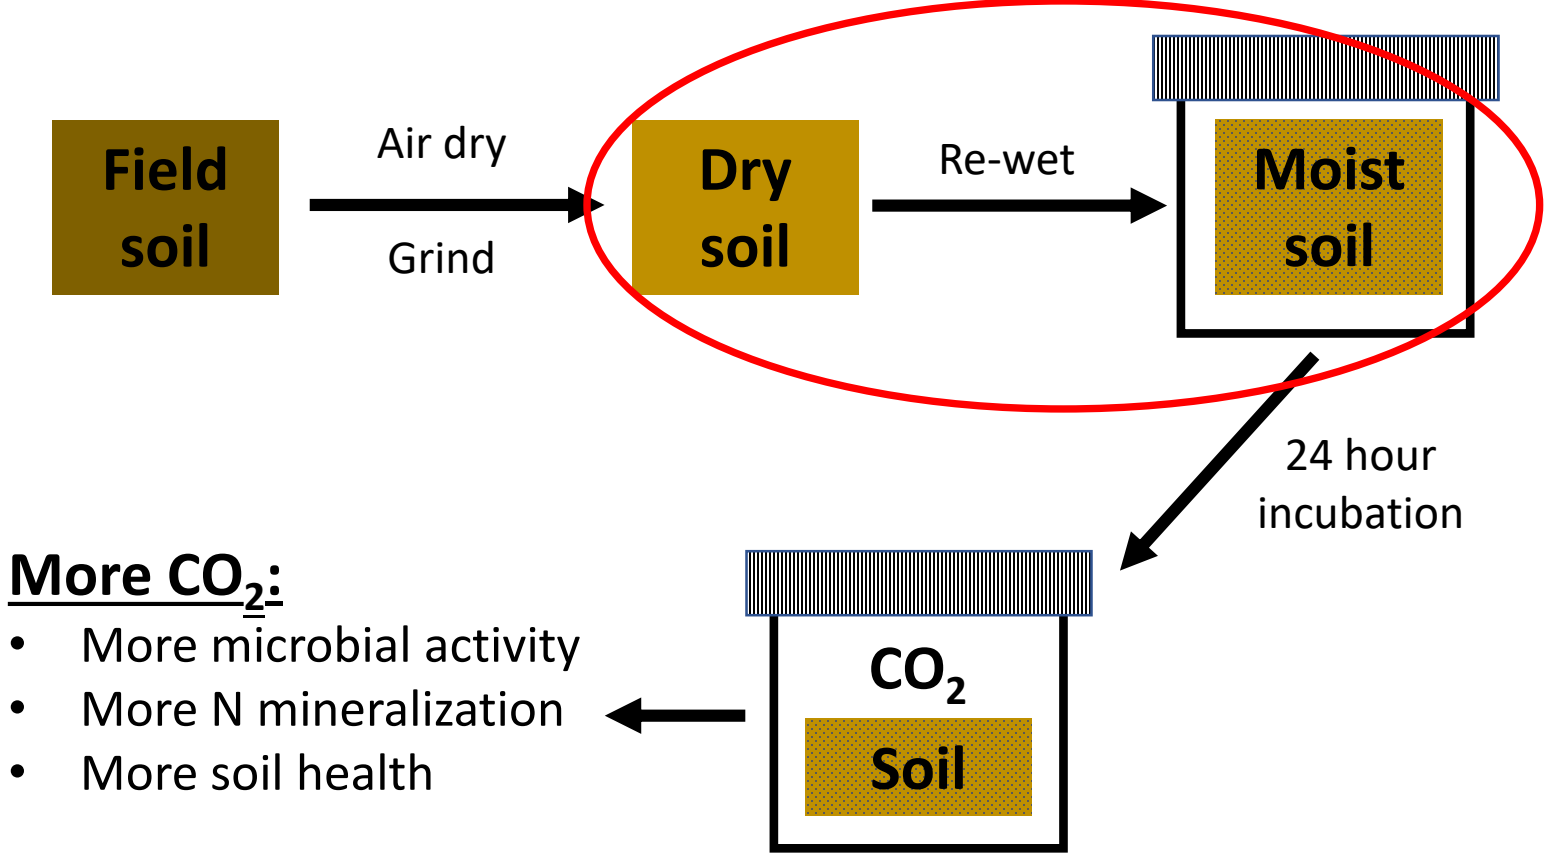 Field
soil
Air dry
Grind
Dry
soil
Re-wet
Moist
soil
24 hour
incubation
CO₂
Soil
More CO₂:
• More microbial activity
• More N mineralization
• More soil health